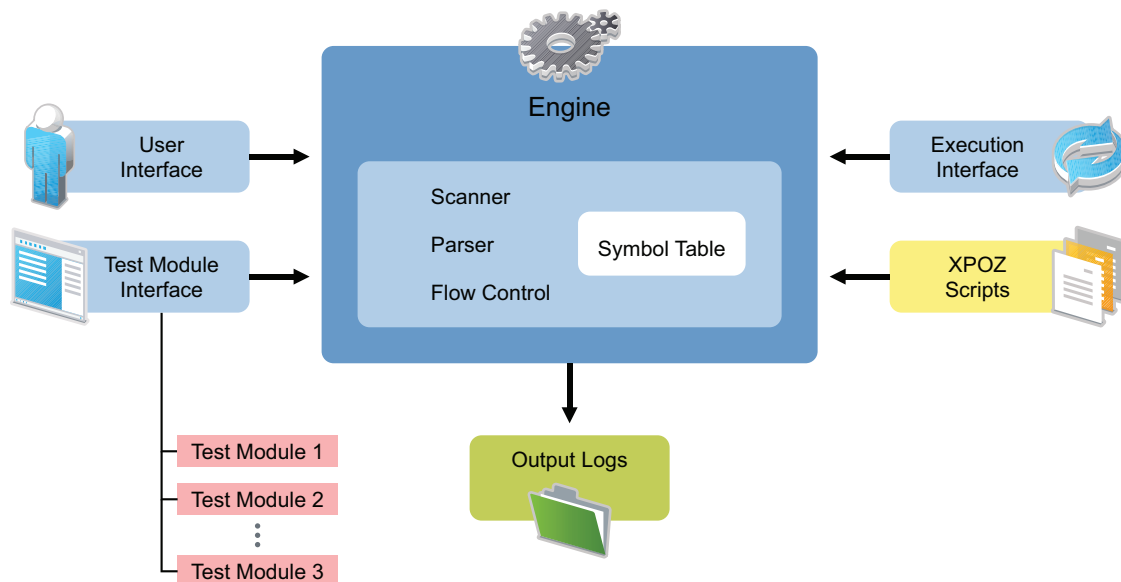 Engine
User
Interface
Execution
Interface
Scanner
Parser
Symbol Table
Flow Control
Test Module
Interface
XPOZ
Scripts
Test Module 1
Test Module 2
Test Module 3
Output Logs